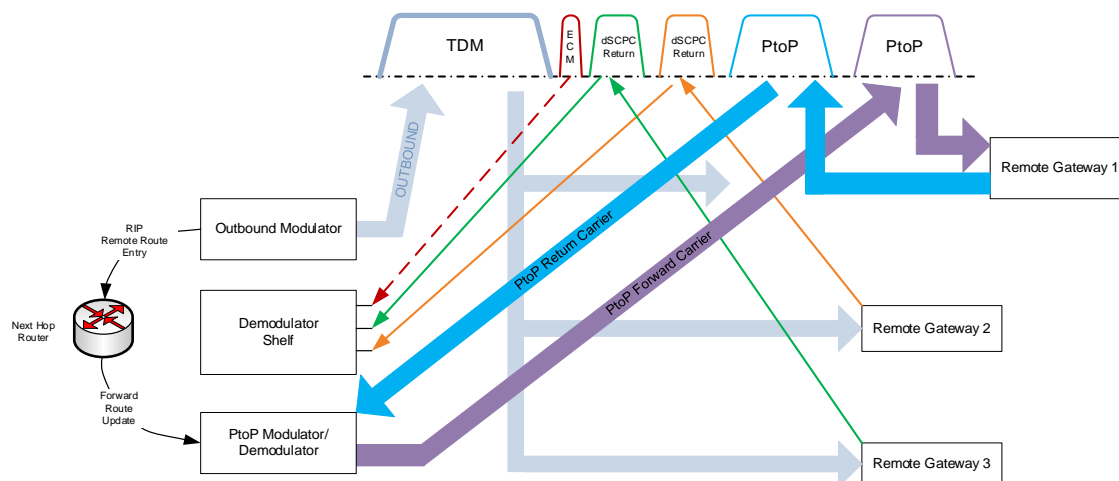 TDM
E
C
M
dSCPC
Return
dSCPC
Return
PtoP
PtoP
OUTBOUND
Remote Gateway 1
Outbound Modulator
RIP
Remote Route
Entry
PtoP Return Carrier
PtoP Forward Carrier
Next Hop
Router
Demodulator
Shelf
Remote Gateway 2
Forward
Route
Update
PtoP Modulator/
Demodulator
Remote Gateway 3